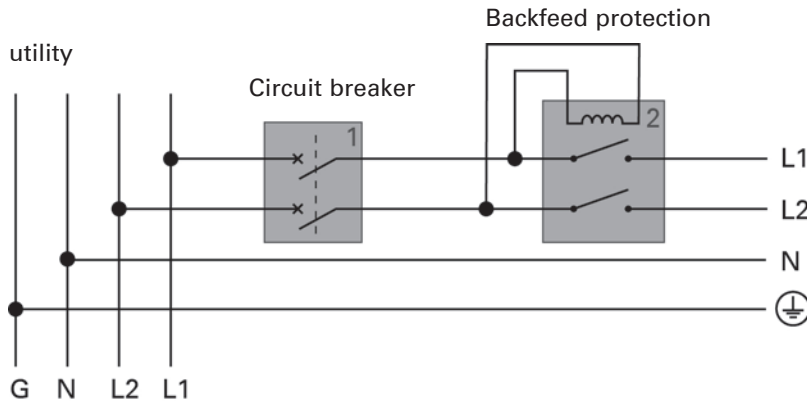 Backfeed protection
utility
Circuit breaker
1
2
L1
L2
N
G N L2 L1